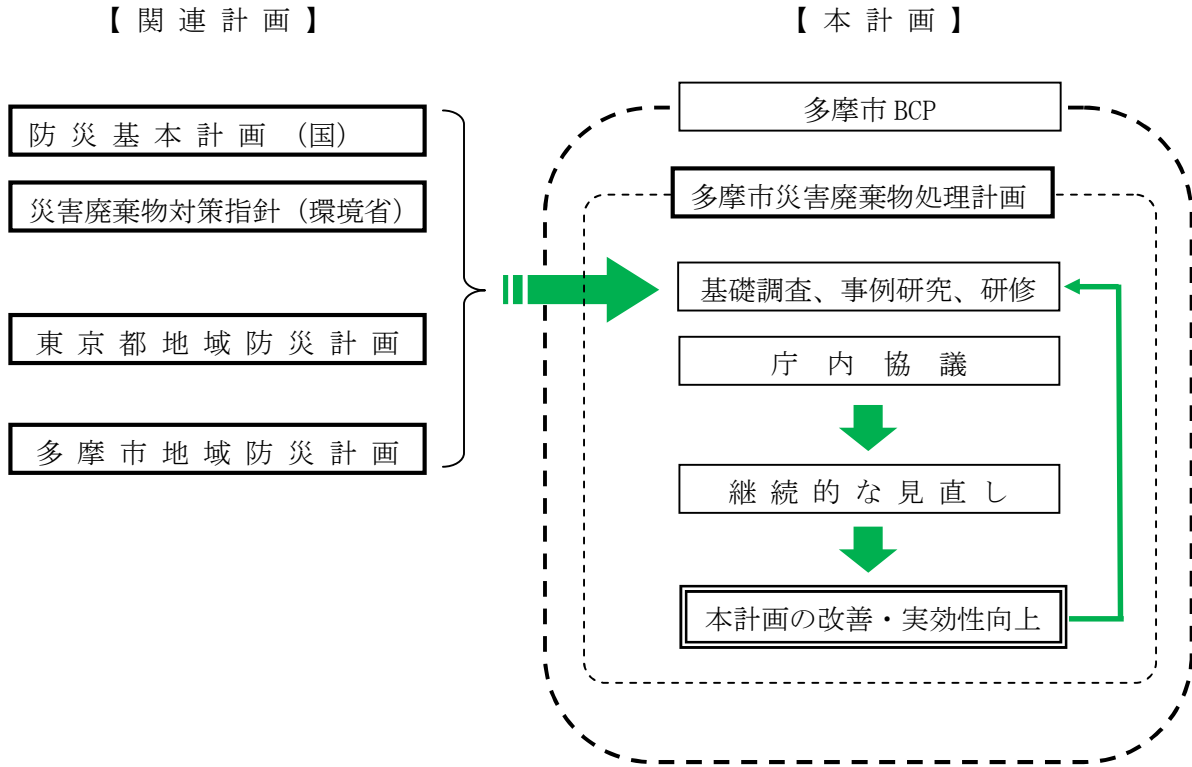 【関連計画】
防災基本計画（国）
災害廃棄物対策指針（環境省）
東京都地域防災計画
多摩市地域防災計画
【本計画】
多摩市 BCP
多摩市災害廃棄物処理計画
基礎調査、事例研究、研修
庁内協議
継続的な見直し
本計画の改善・実効性向上